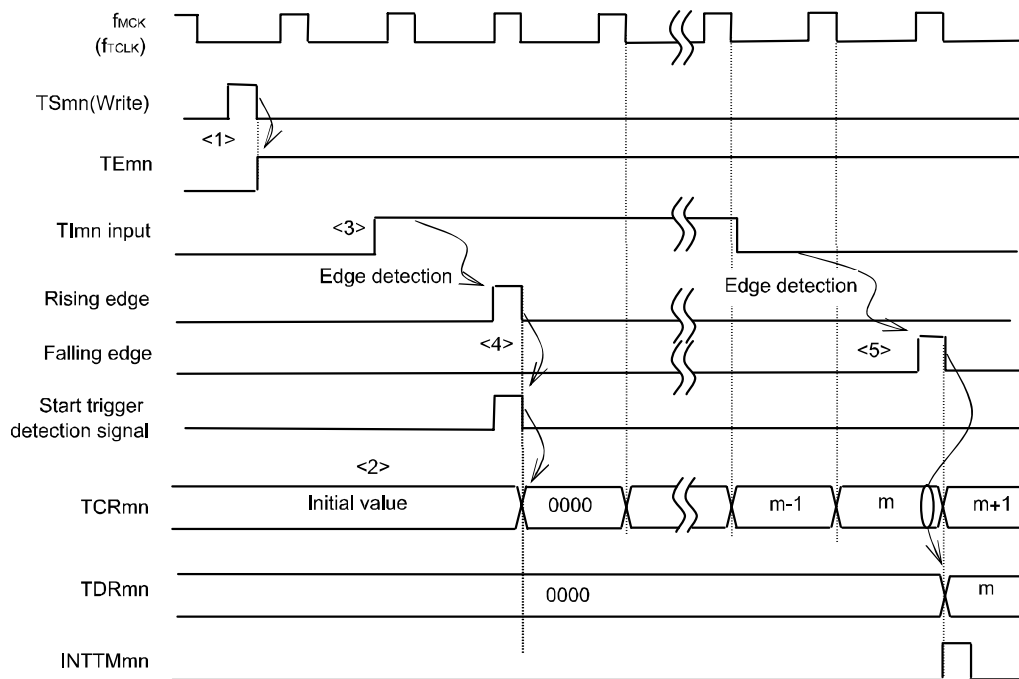 fMCK
(fTCLK)
TSmn(Write)
<1>
TEmn
TImn input
<3>
Edge detection
Edge detection
Rising edge
<4>
<5>
Falling edge
Start trigger
detection signal
<2>
TCRmn
Initial value
0000
m-1
m
m+1
TDRmn
0000
m
INTTMmn